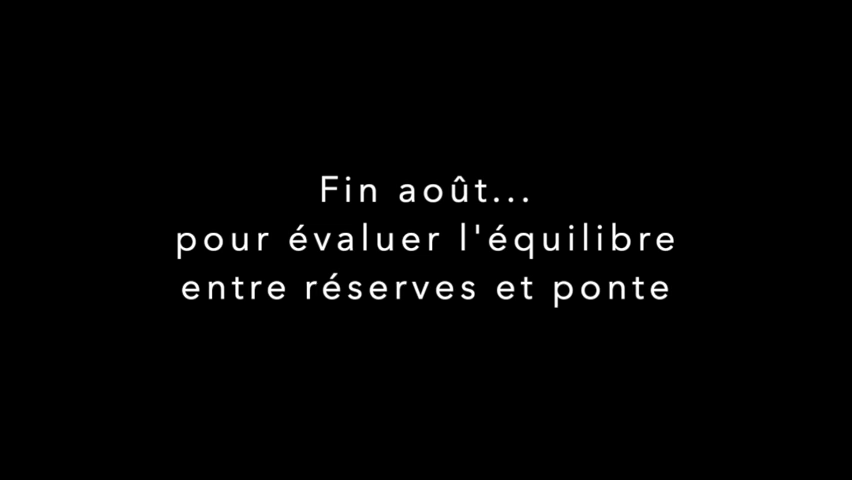 Fin août...
pour évaluer l'équilibre
entre réserves et ponte